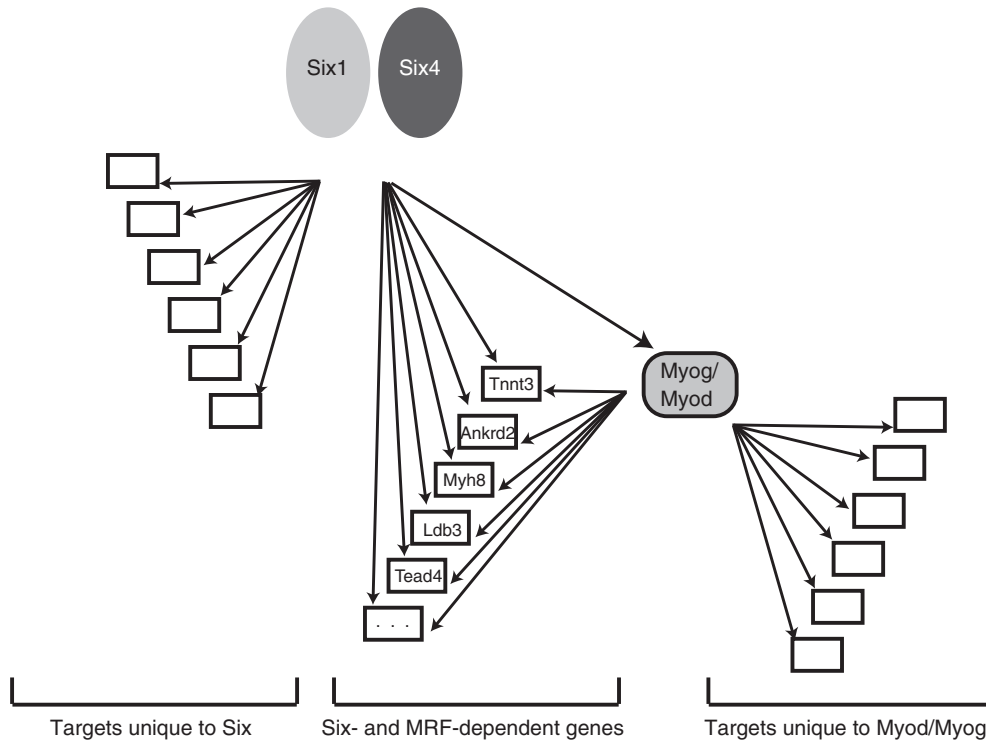 Six1
Six4
Tnnt3
Myog/
Myod
Ankrd2
Myh8
Ldb3
Tead4
. . .
Targets unique to Six
Six- and MRF-dependent genes
Targets unique to Myod/Myog